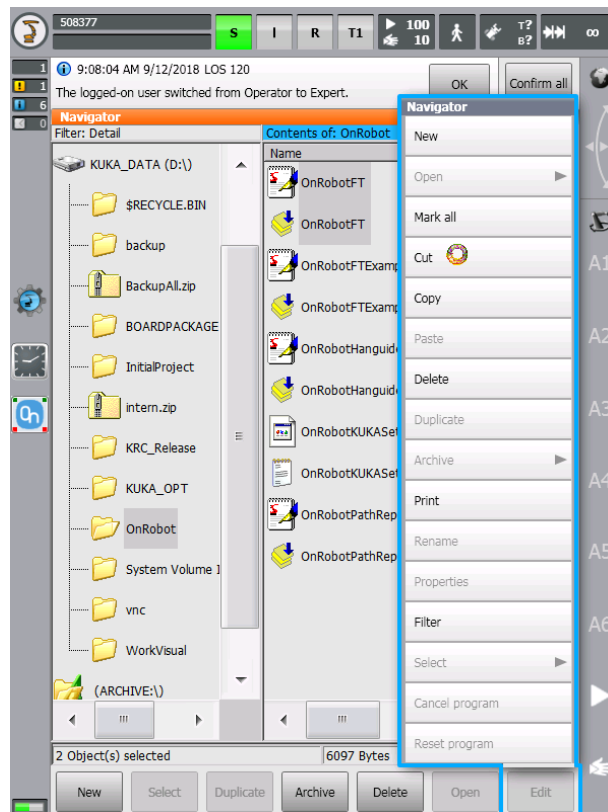 508377
S
I
R
T1
100
10
T?
B?
∞
1
1
6
0
9:08:04 AM 9/12/2018 LOS 120
The logged-on user switched from Operator to Expert.
OK
Confirm all
Navigator
Filter: Detail
Contents of: OnRobot
Name
KUKA_DATA (D:\)
$RECYCLE.BIN
backup
BackupAll.zip
BOARDPACKAGE
InitialProject
intern.zip
KRC_Release
KUKA_OPT
OnRobot
System Volume I
vnc
WorkVisual
(ARCHIVE:\)
OnRobotFT
OnRobotFT
OnRobotFTExamp
OnRobotFTExamp
OnRobotHanguid
OnRobotHanguid
OnRobotKUKASet
OnRobotKUKASet
OnRobotPathRep
OnRobotPathRep
Navigator
New
Open
Mark all
Cut
Copy
Paste
Delete
Duplicate
Archive
Print
Rename
Properties
Filter
Select
Cancel program
Reset program
A1
A2
A3
A4
A5
A6
On
2 Object(s) selected
6097 Bytes
New
Select
Duplicate
Archive
Delete
Open
Edit